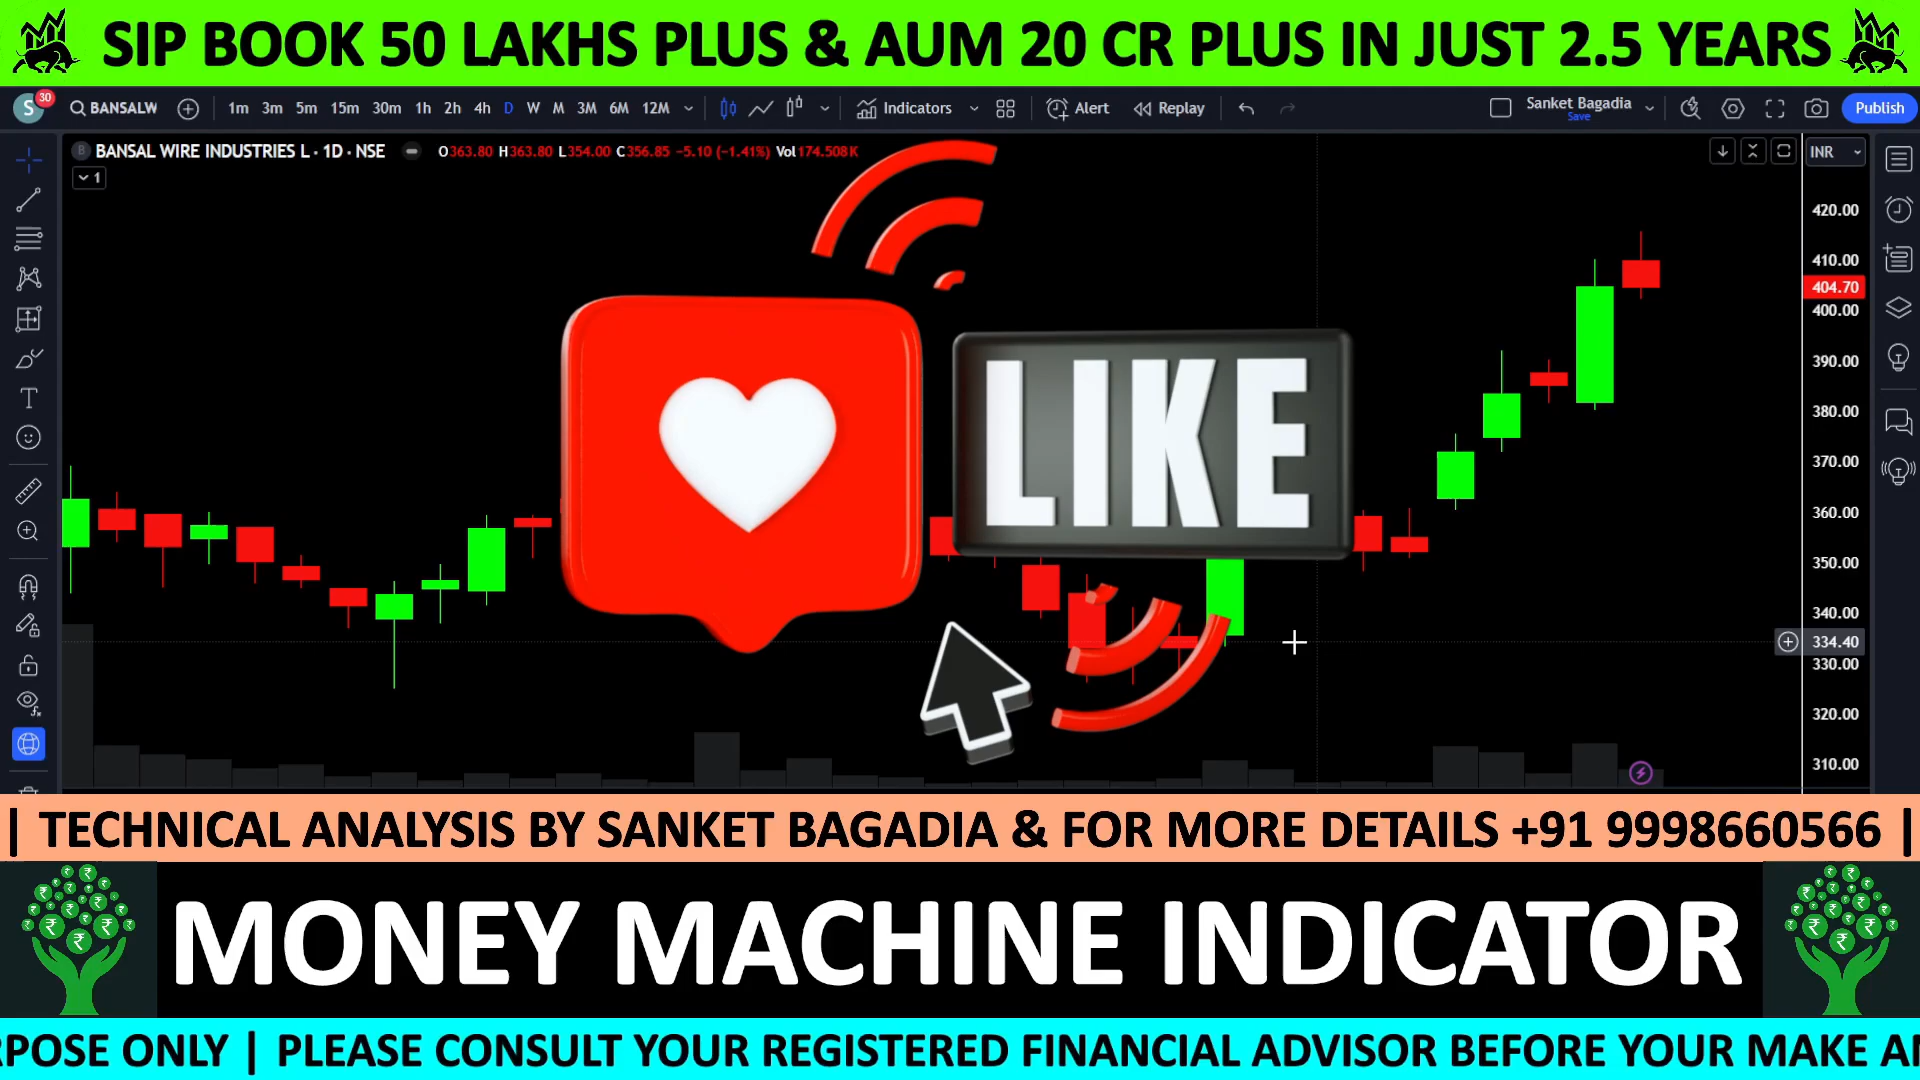 SIP BOOK 50 LAKHS PLUS & AUM 20 CR PLUS IN JUST 2.5 YEARS
S 30 BANSALW 1m 3m 5m 15m 30m 1h 2h 4h D W M 3M 6M 12M Indicators Alert Replay Sanket Bagadia Save Publish
B BANSAL WIRE INDUSTRIES L · 1D · NSE O363.80 H363.80 L354.00 C356.85 −5.10 (−1.41%) Vol174.508K INR
1
420.00
410.00
404.70
400.00
390.00
380.00
370.00
360.00
350.00
340.00
334.40
330.00
320.00
310.00
LIKE
| TECHNICAL ANALYSIS BY SANKET BAGADIA & FOR MORE DETAILS +91 9998660566 |
MONEY MACHINE INDICATOR
RPOSE ONLY | PLEASE CONSULT YOUR REGISTERED FINANCIAL ADVISOR BEFORE YOUR MAKE AN